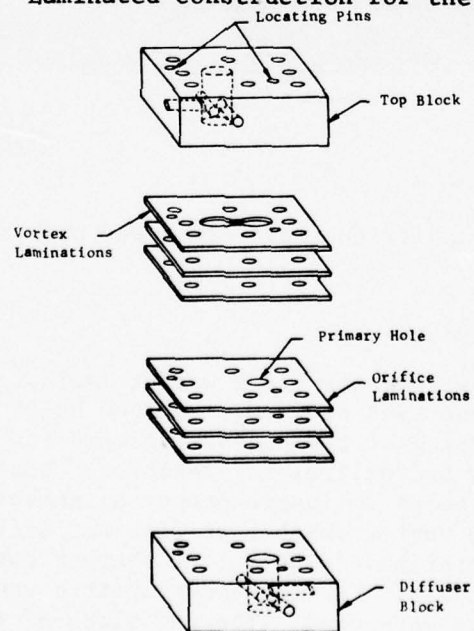 Laminated Construction for the
Locating Pins
Top Block
Vortex
Laminations
Primary Hole
Orifice
Laminations
Diffuser
Block